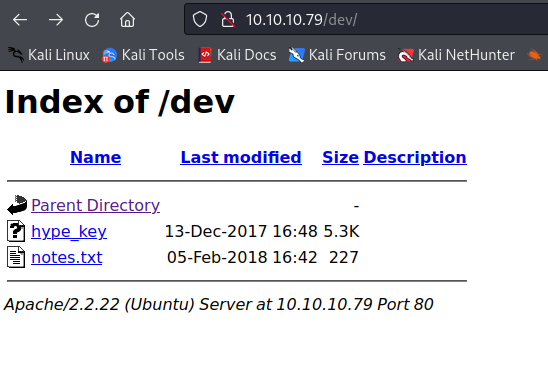 10.10.10.79/dev/
Kali Linux Kali Tools Kali Docs Kali Forums Kali NetHunter
Index of /dev
Name Last modified Size Description
Parent Directory -
hype_key 13-Dec-2017 16:48 5.3K
notes.txt 05-Feb-2018 16:42 227
Apache/2.2.22 (Ubuntu) Server at 10.10.10.79 Port 80